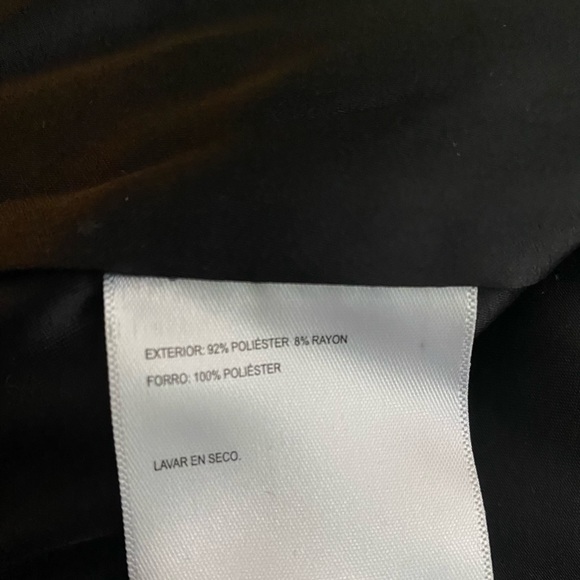 EXTERIOR: 92% POLIÉSTER 8% RAYON
FORRO: 100% POLIÉSTER
LAVAR EN SECO.